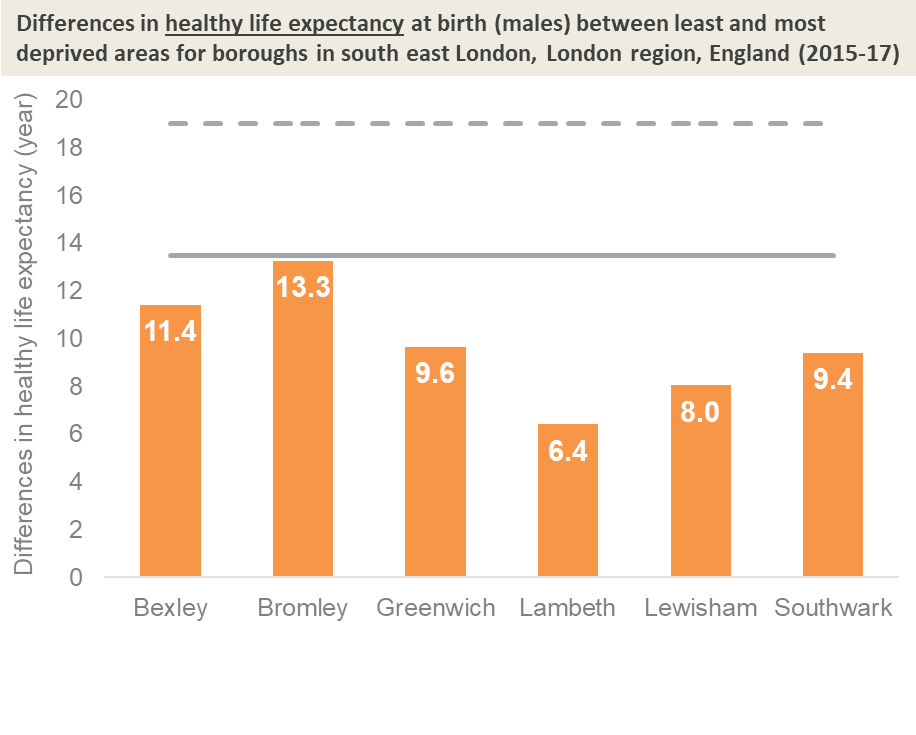 Differences in healthy life expectancy at birth (males) between least and most
deprived areas for boroughs in south east London, London region, England (2015-17)
Differences in healthy life expectancy (year)
20
18
16
14
12
10
8
6
4
2
0
11.4
13.3
9.6
6.4
8.0
9.4
Bexley
Bromley
Greenwich
Lambeth
Lewisham
Southwark